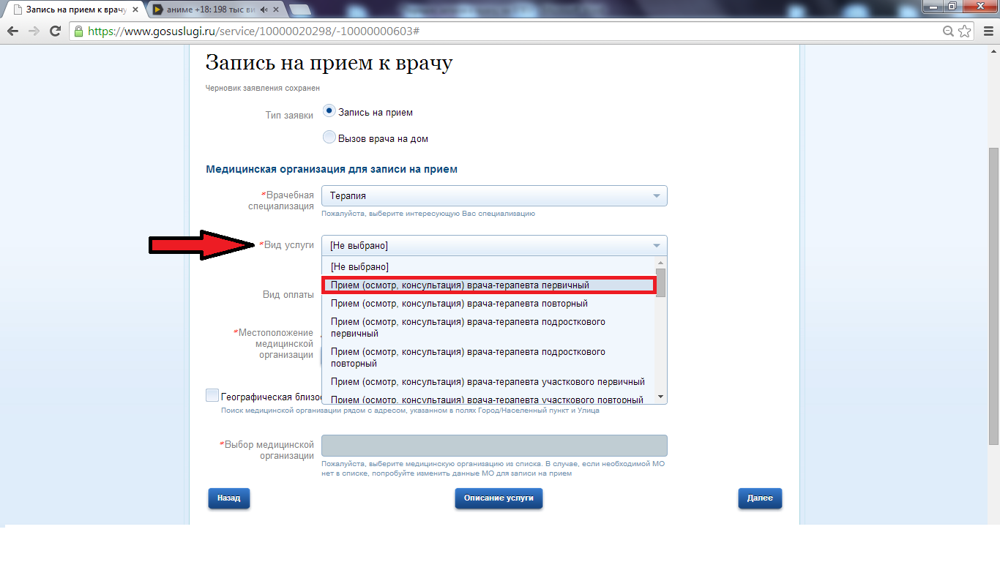 Запись на прием к врачу
аниме +18: 198 тыс ви
https://www.gosuslugi.ru/service/10000020298/-10000000603#
Запись на прием к врачу
Черновик заявления сохранен
Тип заявки
Запись на прием
Вызов врача на дом
Медицинская организация для записи на прием
*Врачебная
специализация
Терапия
Пожалуйста, выберите интересующую Вас специализацию
*Вид услуги
[Не выбрано]
[Не выбрано]
Прием (осмотр, консультация) врача-терапевта первичный
Прием (осмотр, консультация) врача-терапевта повторный
Вид оплаты
Прием (осмотр, консультация) врача-терапевта подросткового
первичный
*Местоположение
медицинской
организации
Прием (осмотр, консультация) врача-терапевта подросткового
повторный
Прием (осмотр, консультация) врача-терапевта участкового первичный
Прием (осмотр, консультация) врача-терапевта участкового повторный
Географическая близос
Поиск медицинской организации рядом с адресом, указанном в полях Город/Населенный пункт и Улица
*Выбор медицинской
организации
Пожалуйста, выберите медицинскую организацию из списка. В случае, если необходимой МО
нет в списке, попробуйте изменить данные МО для записи на прием
Назад
Описание услуги
Далее